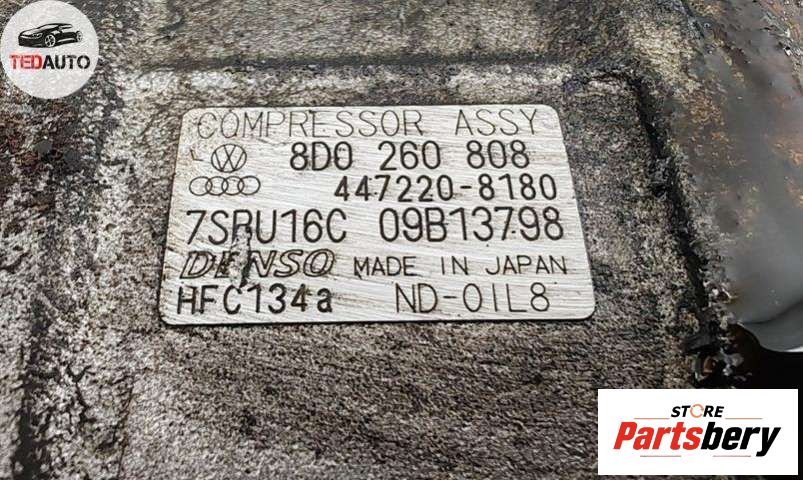 TEDAUTO
COMPRESSOR ASSY
8D0 260 808
447220-8180
7SBU16C 09B13798
DENSO MADE IN JAPAN
HFC134a ND-OIL8
STORE
Partsbery